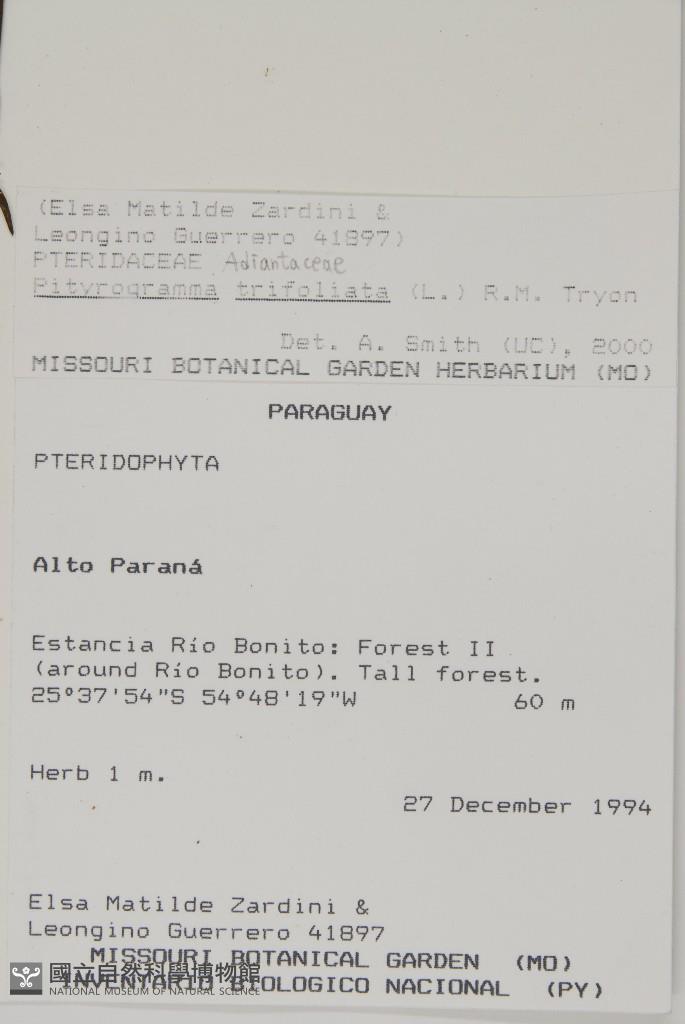 (Elsa Matilde Zardini &
Leongino Guerrero 41897)
PTERIDACEAE Adiantaceae
Pityrogramma trifoliata (L.) R.M. Tryon
Det. A. Smith (UC), 2000
MISSOURI BOTANICAL GARDEN HERBARIUM (MO)
PARAGUAY
PTERIDOPHYTA
Alto Paraná
Estancia Río Bonito: Forest II
(around Río Bonito). Tall forest.
25°37'54"S 54°48'19"W 60 m
Herb 1 m.
27 December 1994
Elsa Matilde Zardini &
Leongino Guerrero 41897
MISSOURI BOTANICAL GARDEN (MO)
INVENTARIO BIOLOGICO NACIONAL (PY)
國立自然科學博物館
NATIONAL MUSEUM OF NATURAL SCIENCE